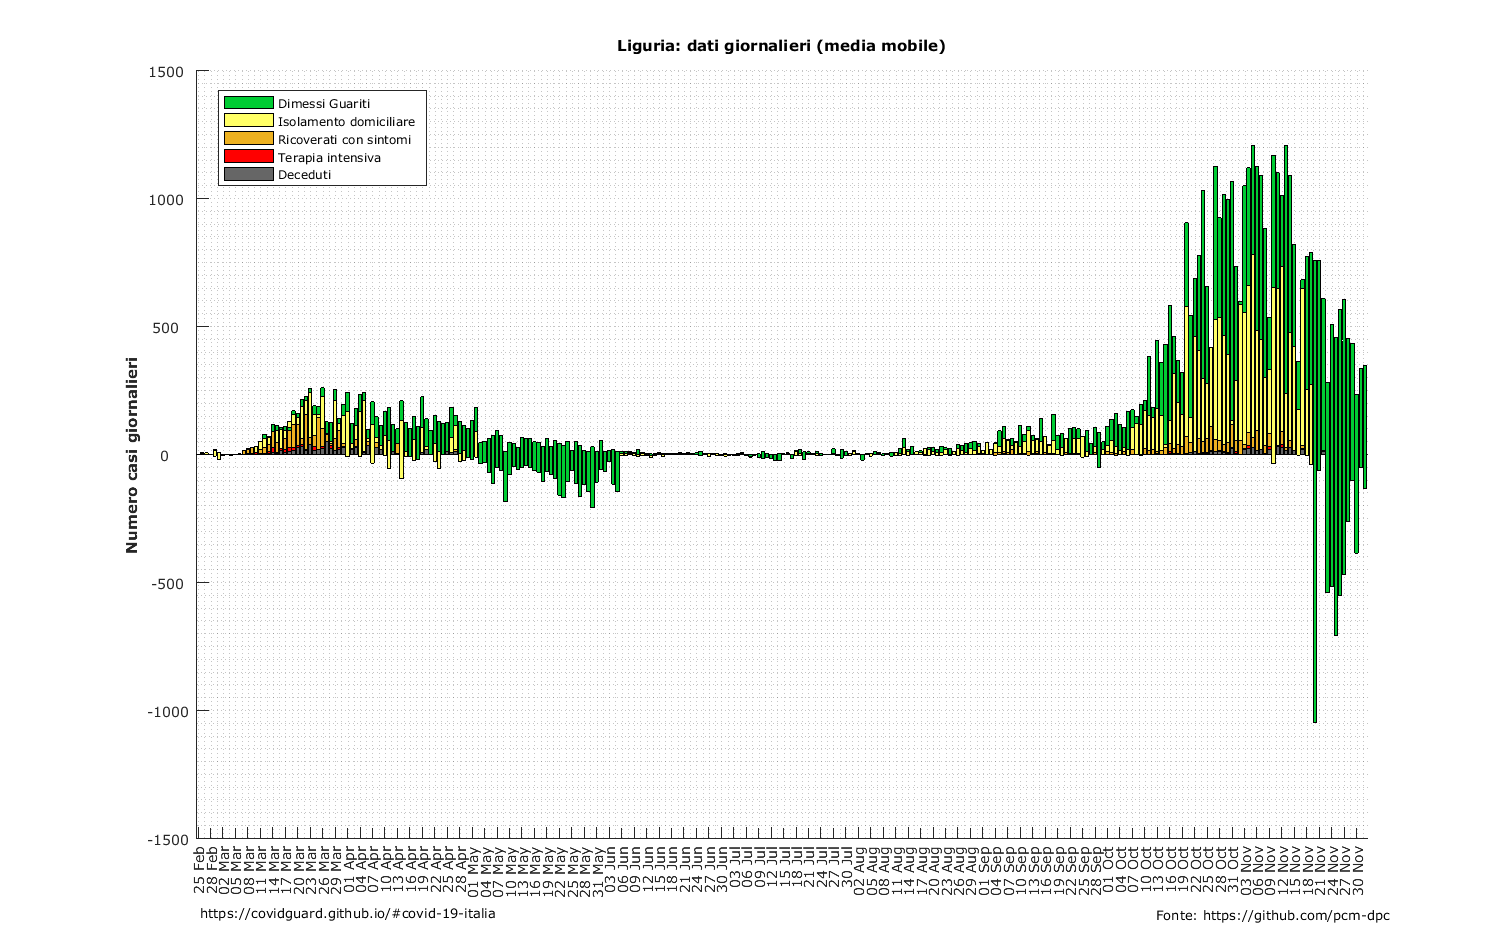 Liguria: dati giornalieri (media mobile)
1500
1000
500
0
-500
-1000
-1500
Numero casi giornalieri
Dimessi Guariti
Isolamento domiciliare
Ricoverati con sintomi
Terapia intensiva
Deceduti
25 Feb
28 Feb
02 Mar
05 Mar
08 Mar
11 Mar
14 Mar
17 Mar
20 Mar
23 Mar
26 Mar
29 Mar
01 Apr
04 Apr
07 Apr
10 Apr
13 Apr
16 Apr
19 Apr
22 Apr
25 Apr
28 Apr
01 May
04 May
07 May
10 May
13 May
16 May
19 May
22 May
25 May
28 May
31 May
03 Jun
06 Jun
09 Jun
12 Jun
15 Jun
18 Jun
21 Jun
24 Jun
27 Jun
30 Jun
03 Jul
06 Jul
09 Jul
12 Jul
15 Jul
18 Jul
21 Jul
24 Jul
27 Jul
30 Jul
02 Aug
05 Aug
08 Aug
11 Aug
14 Aug
17 Aug
20 Aug
23 Aug
26 Aug
29 Aug
01 Sep
04 Sep
07 Sep
10 Sep
13 Sep
16 Sep
19 Sep
22 Sep
25 Sep
28 Sep
01 Oct
04 Oct
07 Oct
10 Oct
13 Oct
16 Oct
19 Oct
22 Oct
25 Oct
28 Oct
31 Oct
03 Nov
06 Nov
09 Nov
12 Nov
15 Nov
18 Nov
21 Nov
24 Nov
27 Nov
30 Nov
https://covidguard.github.io/#covid-19-italia
Fonte: https://github.com/pcm-dpc